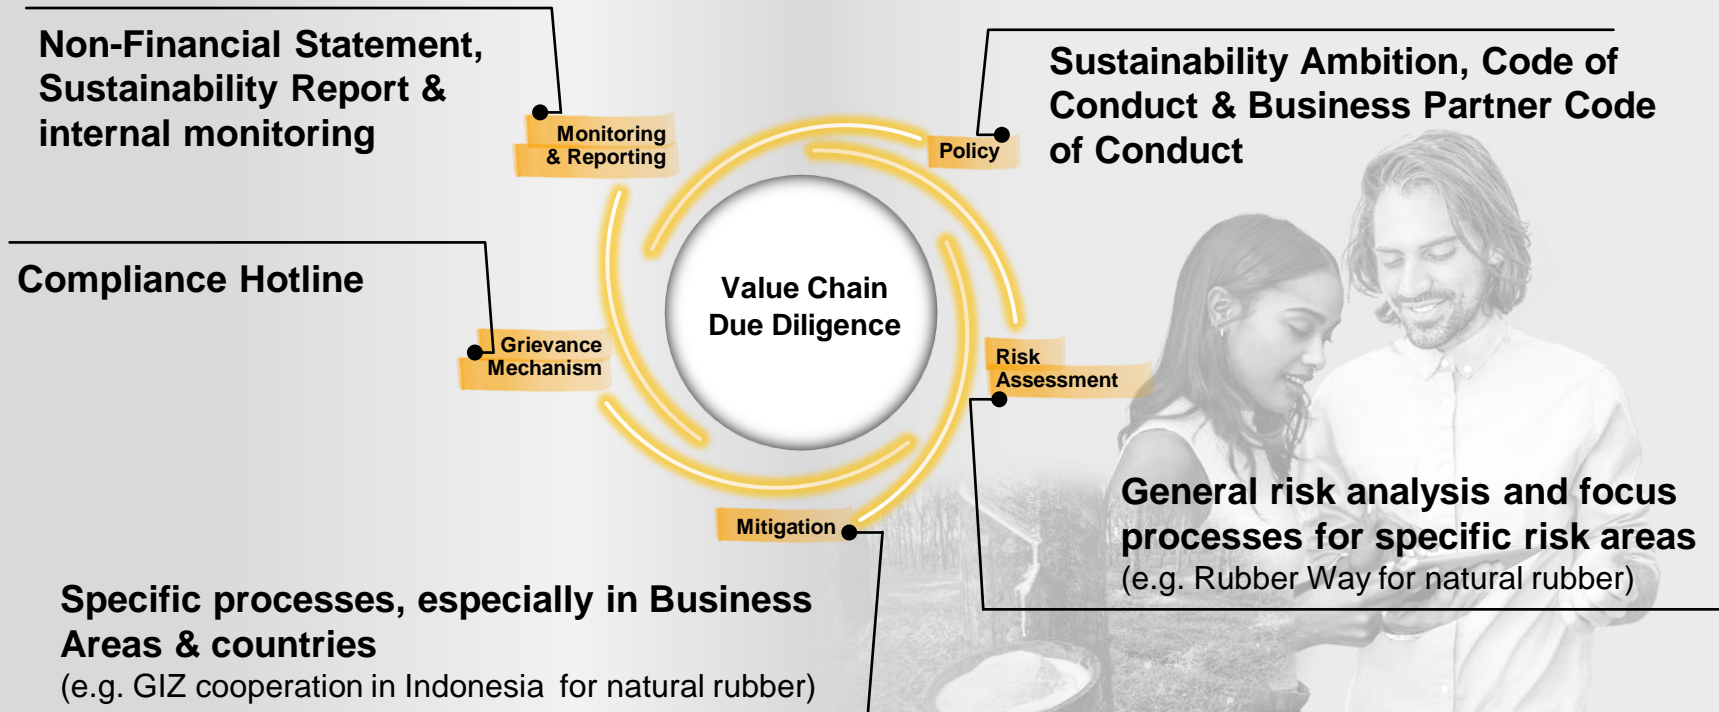 Non-Financial Statement,
Sustainability Report &
internal monitoring
Monitoring
& Reporting
Sustainability Ambition, Code of
Conduct & Business Partner Code
of Conduct
Policy
Compliance Hotline
Grievance
Mechanism
Value Chain
Due Diligence
Risk
Assessment
General risk analysis and focus
processes for specific risk areas
(e.g. Rubber Way for natural rubber)
Mitigation
Specific processes, especially in Business
Areas & countries
(e.g. GIZ cooperation in Indonesia for natural rubber)